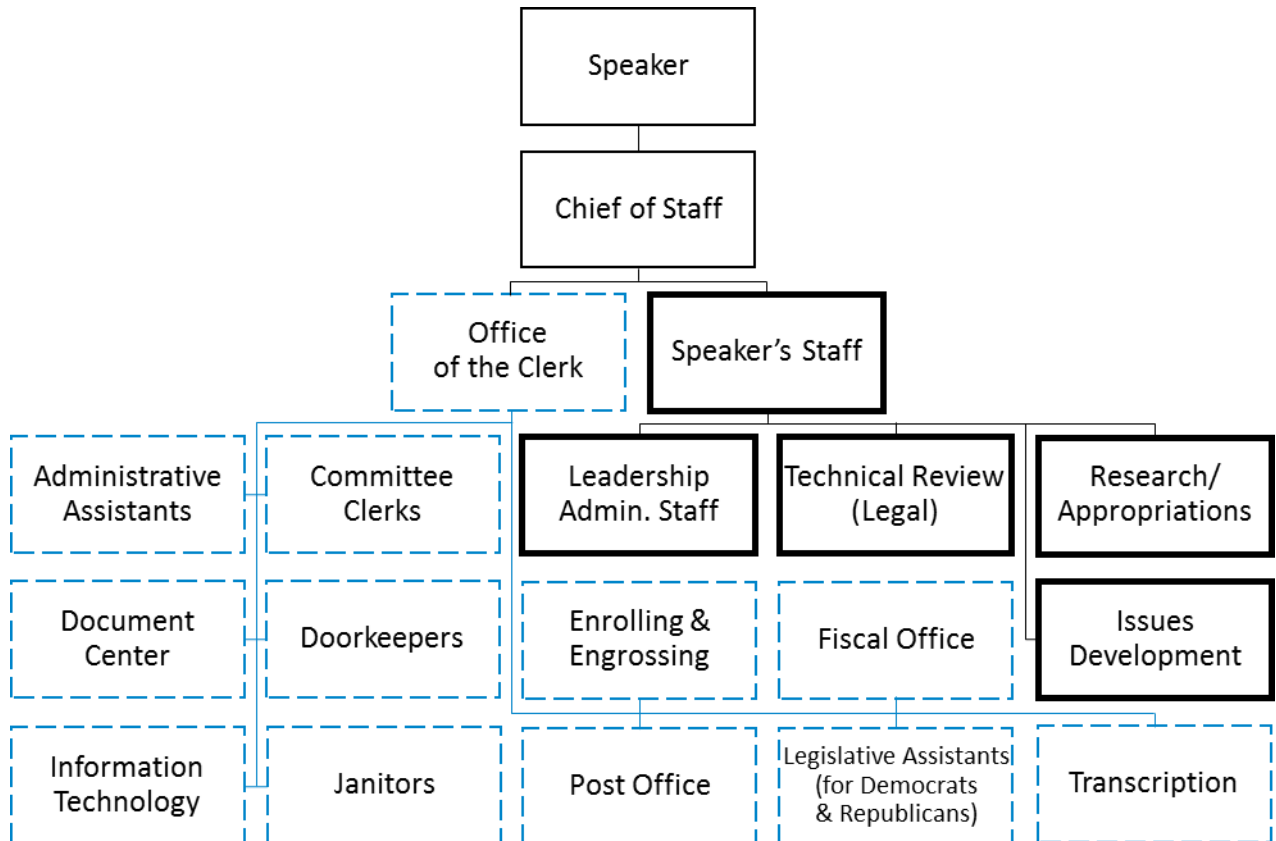 Speaker
Chief of Staff
Office
of the Clerk
Speaker’s Staff
Administrative
Assistants
Committee
Clerks
Leadership
Admin. Staff
Technical Review
(Legal)
Research/
Appropriations
Document
Center
Doorkeepers
Enrolling &
Engrossing
Fiscal Office
Issues
Development
Information
Technology
Janitors
Post Office
Legislative Assistants
(for Democrats
& Republicans)
Transcription